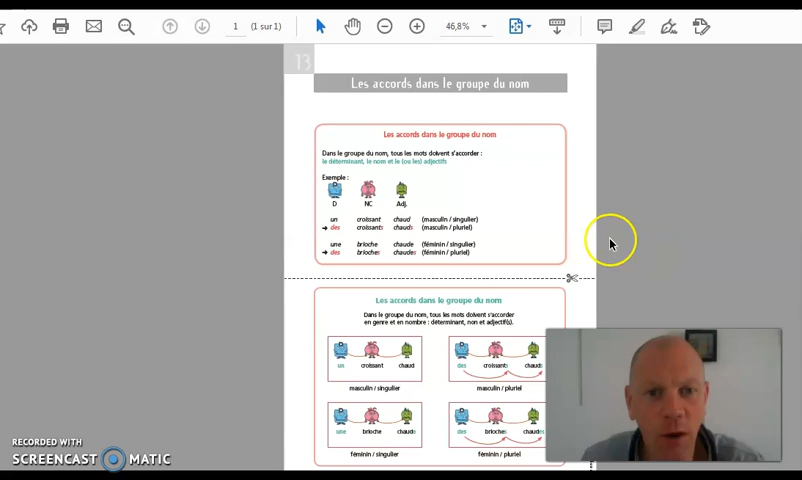 1 (1 sur 1) 46,8%
13
Les accords dans le groupe du nom
Les accords dans le groupe du nom
Dans le groupe du nom, tous les mots doivent s'accorder :
le déterminant, le nom et le (ou les) adjectifs
Exemple :
D NC Adj.
un croissant chaud (masculin / singulier)
➜ des croissants chauds (masculin / pluriel)
une brioche chaude (féminin / singulier)
➜ des brioches chaudes (féminin / pluriel)
Les accords dans le groupe du nom
Dans le groupe du nom, tous les mots doivent s'accorder
en genre et en nombre : déterminant, non et adjectif(s).
un croissant chaud
des croissants chauds
masculin / singulier
masculin / pluriel
une brioche chaude
des brioches chaudes
féminin / singulier
féminin / pluriel
RECORDED WITH
SCREENCAST MATIC